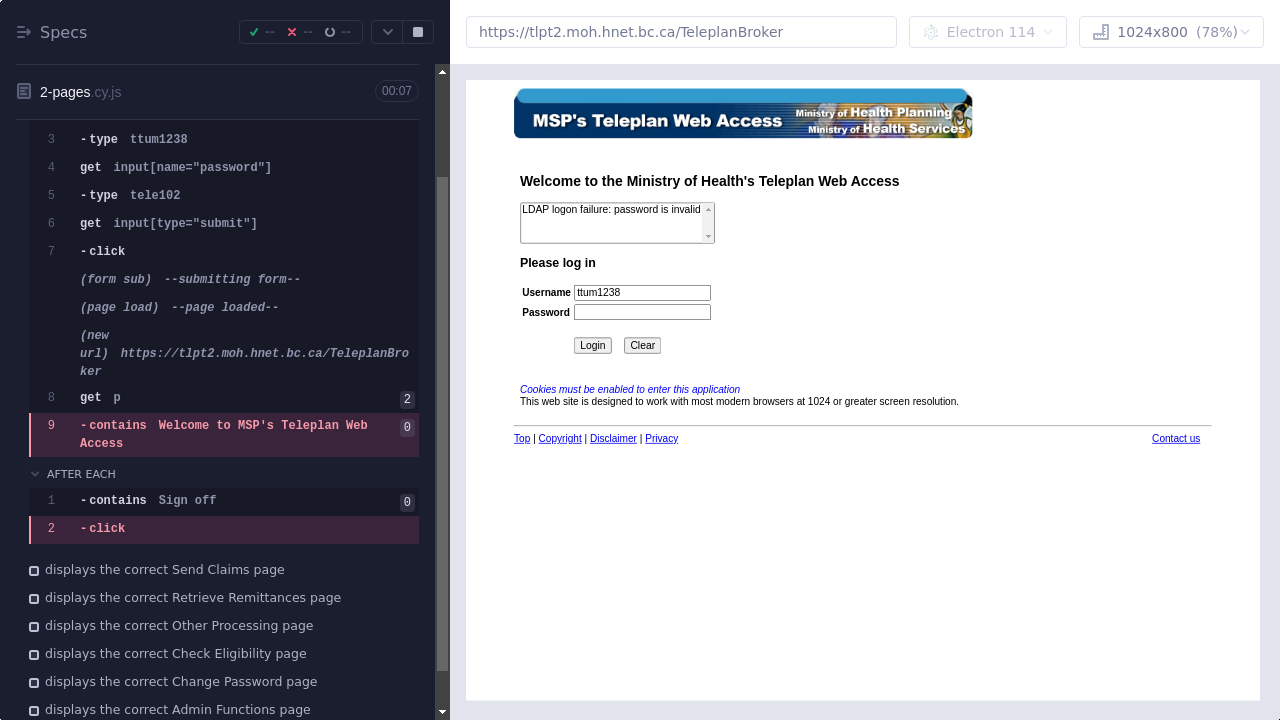 Specs
--
--
--
2-pages.cy.js
00:07
3 -type ttum1238
4 get input[name="password"]
5 -type tele102
6 get input[type="submit"]
7 -click
(form sub) --submitting form--
(page load) --page loaded--
(new
url) https://tlpt2.moh.hnet.bc.ca/TeleplanBro
ker
8 get p 2
9 -contains Welcome to MSP's Teleplan Web 0
Access
AFTER EACH
1 -contains Sign off 0
2 -click
displays the correct Send Claims page
displays the correct Retrieve Remittances page
displays the correct Other Processing page
displays the correct Check Eligibility page
displays the correct Change Password page
displays the correct Admin Functions page
https://tlpt2.moh.hnet.bc.ca/TeleplanBroker
Electron 114
1024x800 (78%)
MSP's Teleplan Web Access
Ministry of Health Planning
Ministry of Health Services
Welcome to the Ministry of Health's Teleplan Web Access
LDAP logon failure: password is invalid
Please log in
Username ttum1238
Password
Login Clear
Cookies must be enabled to enter this application
This web site is designed to work with most modern browsers at 1024 or greater screen resolution.
Top | Copyright | Disclaimer | Privacy
Contact us